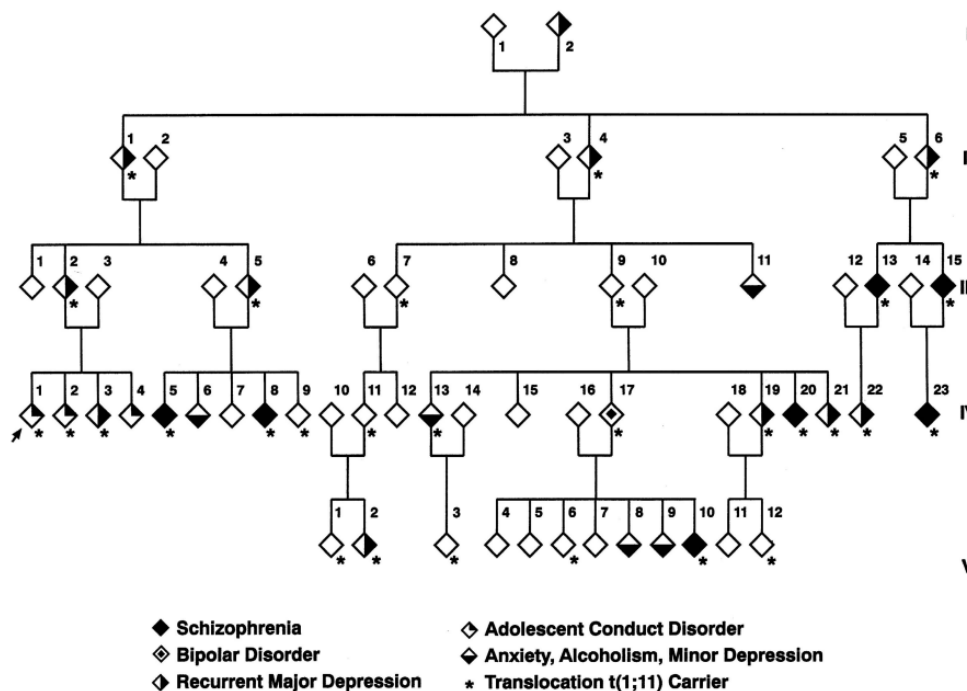 1 2
1 2 3 4 5 6
* * *
1 2 3 4 5 6 7 8 9 10 11 12 13 14 15
* * * * * *
1 2 3 4 5 6 7 8 9 10 11 12 13 14 15 16 17 18 19 20 21 22 23
* * * * * * * * * * * * * *
1 2 3 4 5 6 7 8 9 10 11 12
* * * * * *
Schizophrenia
Bipolar Disorder
Recurrent Major Depression
Adolescent Conduct Disorder
Anxiety, Alcoholism, Minor Depression
* Translocation t(1;11) Carrier